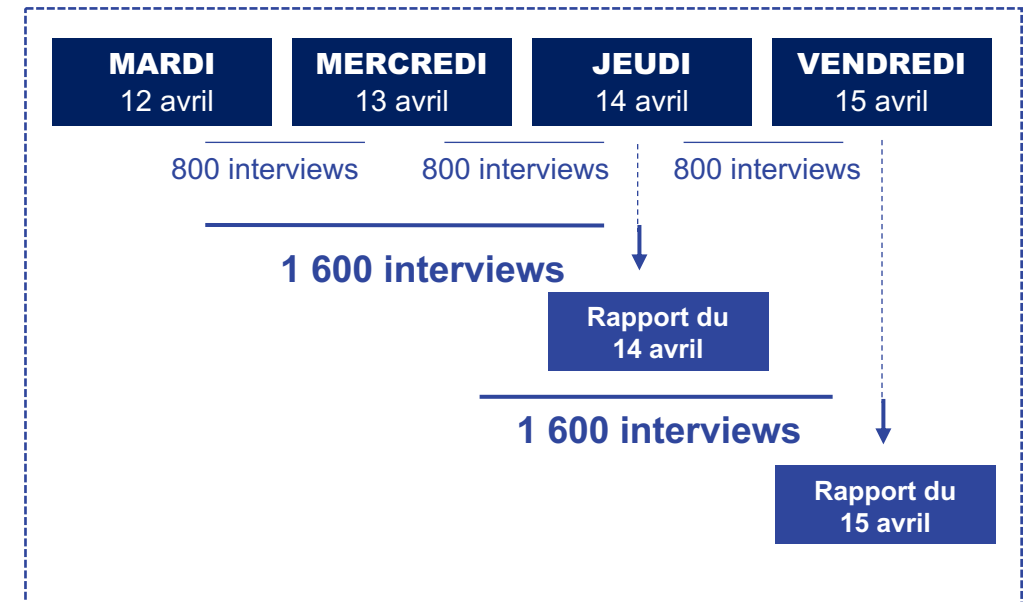 MARDI
12 avril
MERCREDI
13 avril
JEUDI
14 avril
VENDREDI
15 avril
800 interviews
800 interviews
800 interviews
1 600 interviews
Rapport du
14 avril
1 600 interviews
Rapport du
15 avril